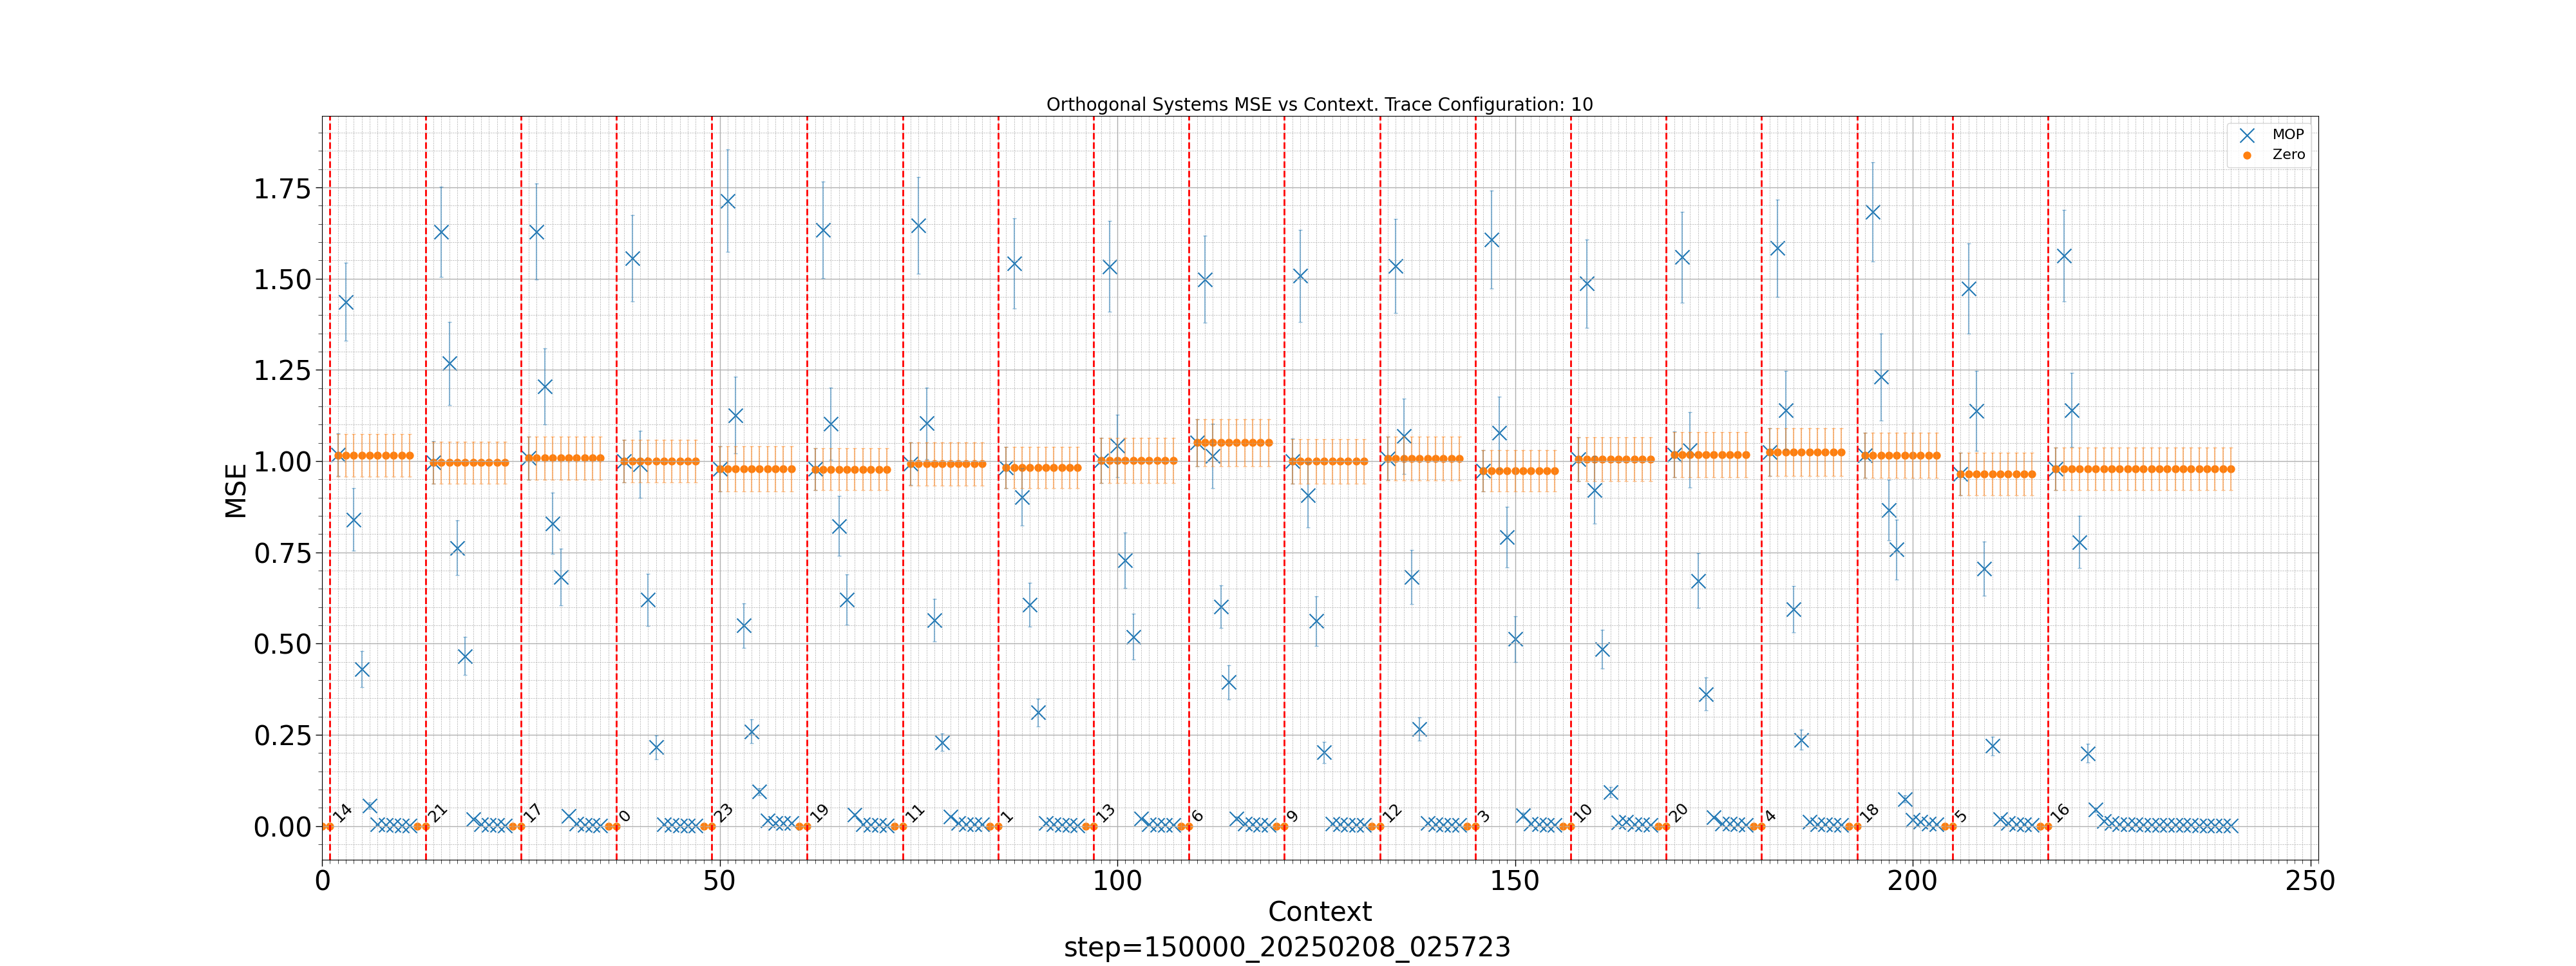 Orthogonal Systems MSE vs Context. Trace Configuration: 10
MOP
Zero
1.75
1.50
1.25
1.00
0.75
0.50
0.25
0.00
MSE
14 21 17 0 23 19 11 1 13 6 9 12 3 10 20 4 18 5 16
0 50 100 150 200 250
Context
step=150000_20250208_025723